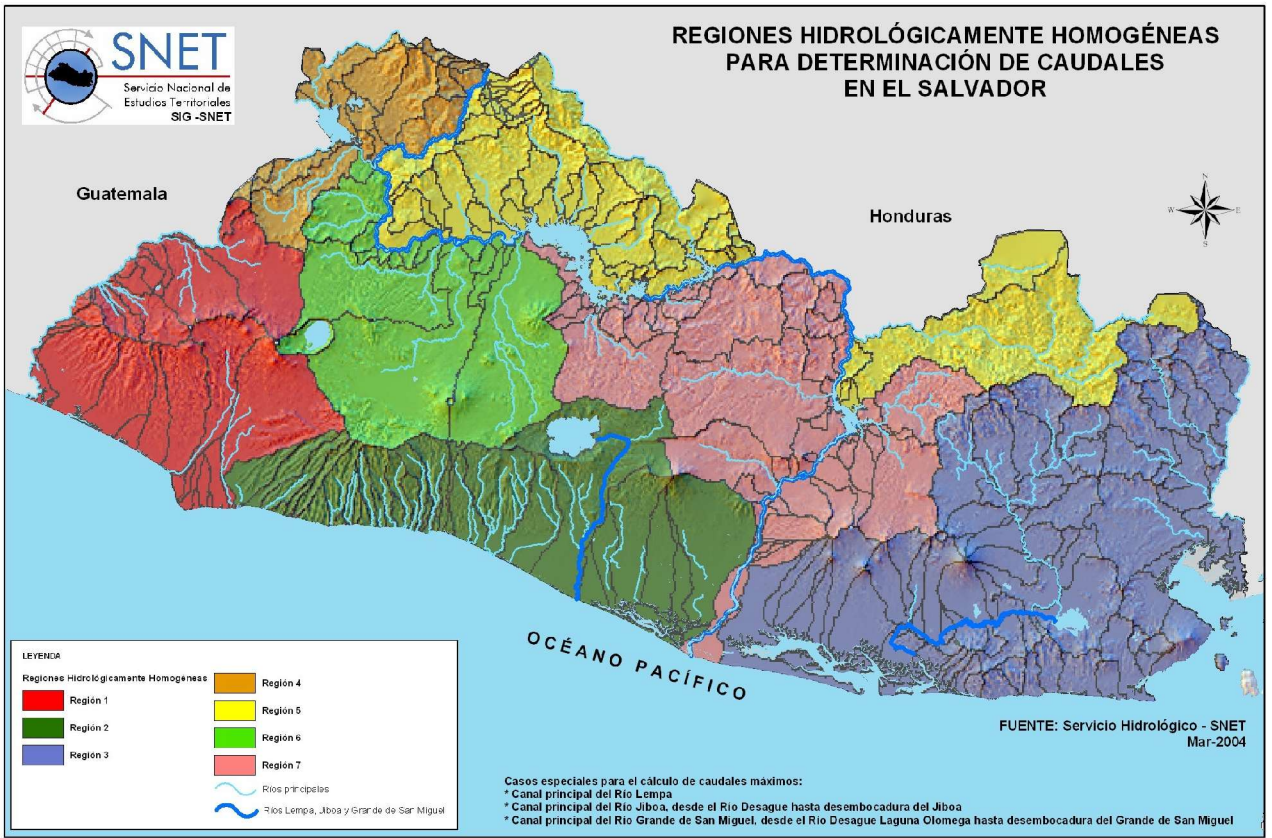 SNET
Servicio Nacional de
Estudios Territoriales
SIG -SNET
REGIONES HIDROLÓGICAMENTE HOMOGÉNEAS
PARA DETERMINACIÓN DE CAUDALES
EN EL SALVADOR
Guatemala
Honduras
N
W
E
S
OCÉANO PACÍFICO
LEYENDA
Regiones Hidrológicamente Homogéneas
Región 1
Región 2
Región 3
Región 4
Región 5
Región 6
Región 7
Ríos principales
Ríos Lempa, Jiboa y Grande de San Miguel
FUENTE: Servicio Hidrológico - SNET
Mar-2004
Casos especiales para el cálculo de caudales máximos:
* Canal principal del Río Lempa
* Canal principal del Río Jiboa, desde el Río Desague hasta desembocadura del Jiboa
* Canal principal del Río Grande de San Miguel, desde el Río Desague Laguna Olomega hasta desembocadura del Grande de San Miguel